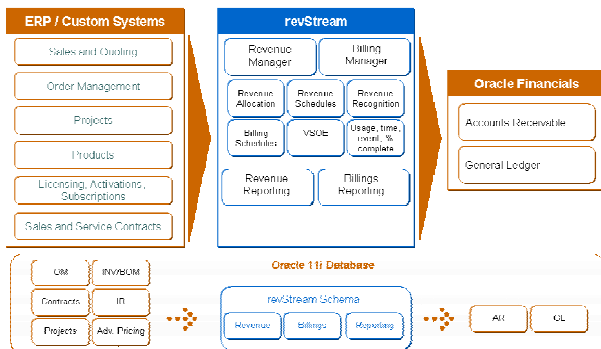 ERP / Custom Systems
Sales and Quoting
Order Management
Projects
Products
Licensing, Activations,
Subscriptions
Sales and Service Contracts
revStream
Revenue
Manager
Billing
Manager
Revenue
Allocation
Revenue
Schedules
Revenue
Recognition
Billing
Schedules
VSOE
Usage, time,
event, %
complete
Revenue
Reporting
Billings
Reporting
Oracle Financials
Accounts Receivable
General Ledger
Oracle 11i Database
OM
INV/BOM
Contracts
IB
Projects
Adv. Pricing
revStream Schema
Revenue
Billings
Reporting
AR
GL